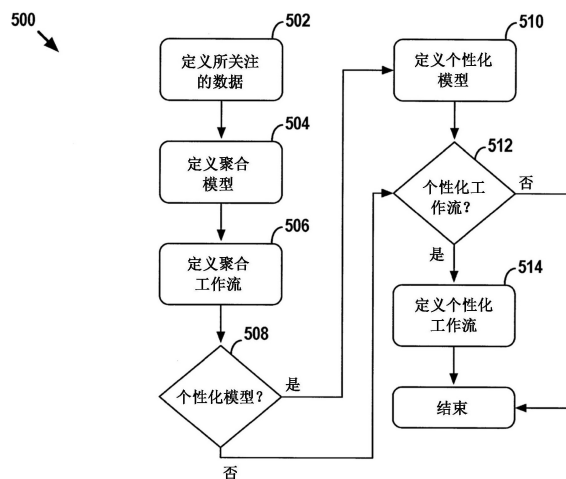 500
502
定义所关注
的数据
504
定义聚合
模型
506
定义聚合
工作流
508
个性化模型?
是
否
510
定义个性化
模型
512
个性化工
作流?
否
是
514
定义个性化
工作流
结束